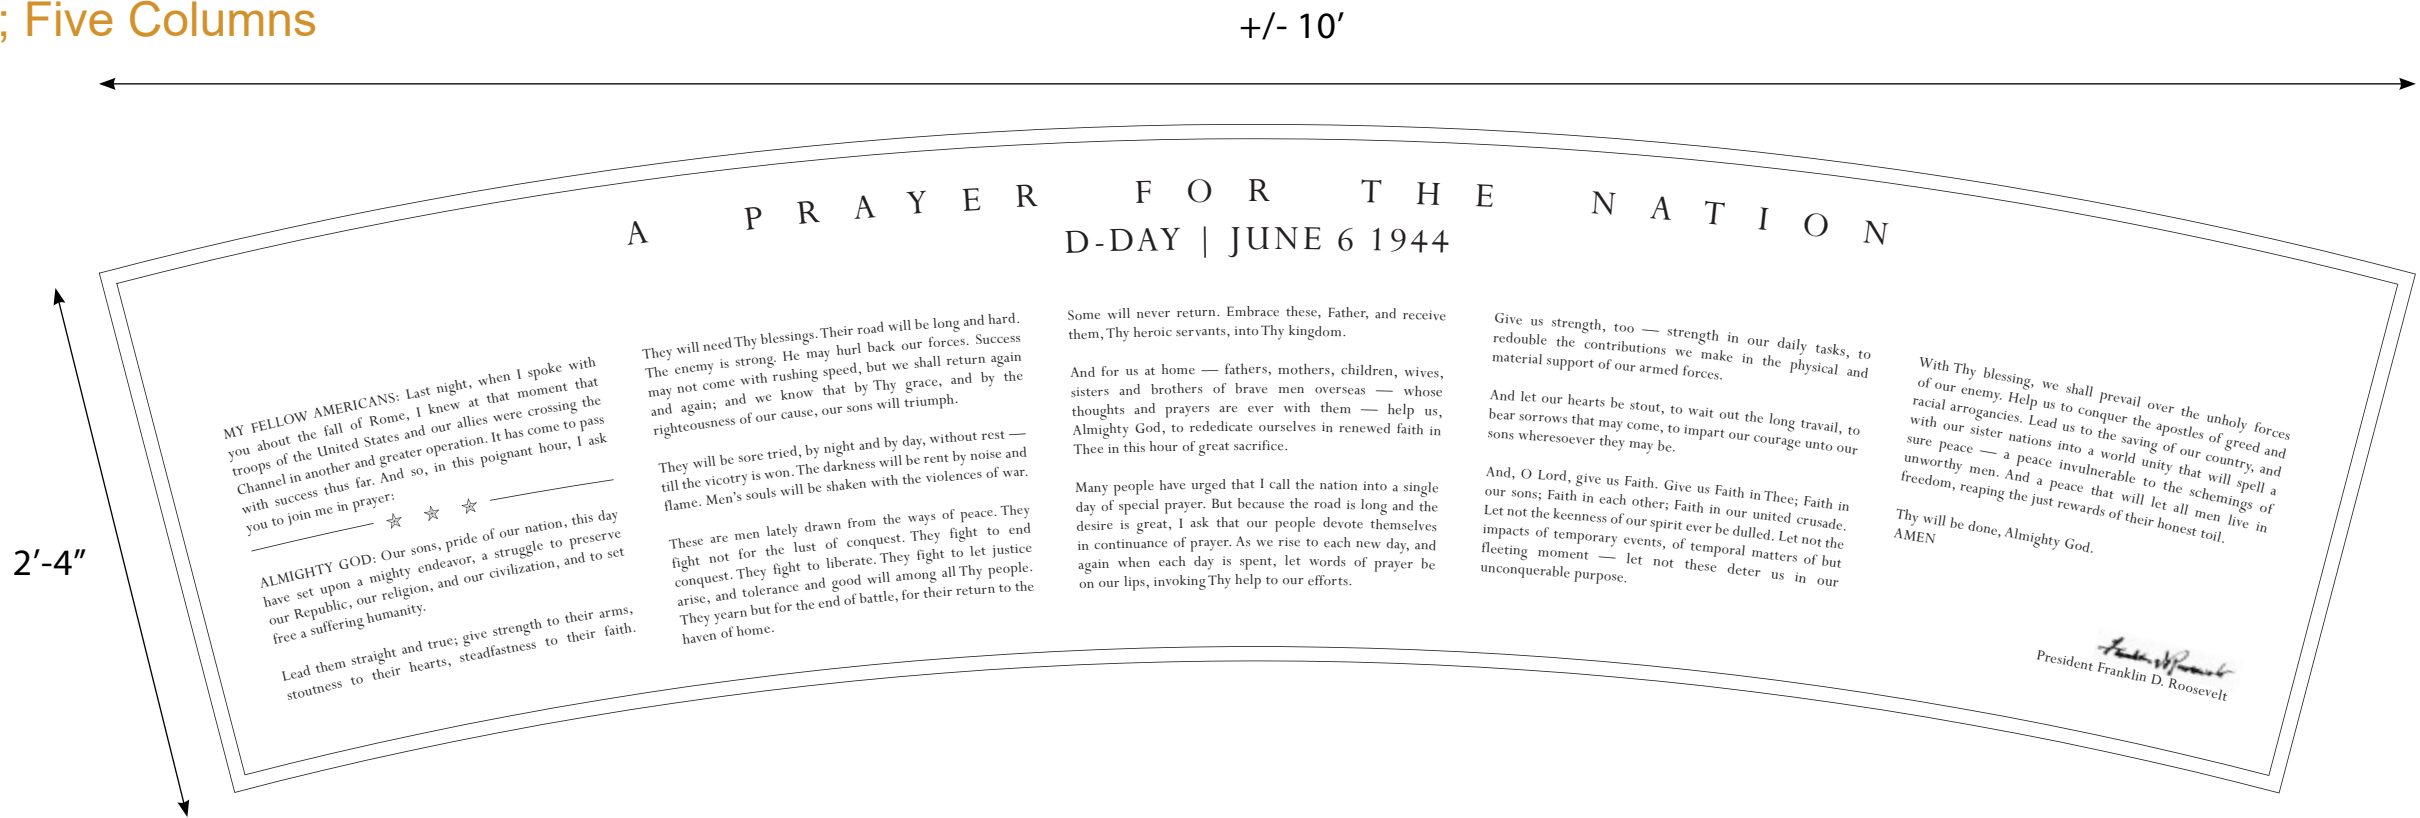 ; Five Columns
+/- 10’
2’-4”
A PRAYER FOR THE NATION
D-DAY | JUNE 6 1944
MY FELLOW AMERICANS: Last night, when I spoke with
you about the fall of Rome, I knew at that moment that
troops of the United States and our allies were crossing the
Channel in another and greater operation. It has come to pass
with success thus far. And so, in this poignant hour, I ask
you to join me in prayer:
ALMIGHTY GOD: Our sons, pride of our nation, this day
have set upon a mighty endeavor, a struggle to preserve
our Republic, our religion, and our civilization, and to set
free a suffering humanity.
Lead them straight and true; give strength to their arms,
stoutness to their hearts, steadfastness to their faith.
They will need Thy blessings. Their road will be long and hard.
The enemy is strong. He may hurl back our forces. Success
may not come with rushing speed, but we shall return again
and again; and we know that by Thy grace, and by the
righteousness of our cause, our sons will triumph.
They will be sore tried, by night and by day, without rest —
till the vicotry is won. The darkness will be rent by noise and
flame. Men’s souls will be shaken with the violences of war.
These are men lately drawn from the ways of peace. They
fight not for the lust of conquest. They fight to end
conquest. They fight to liberate. They fight to let justice
arise, and tolerance and good will among all Thy people.
They yearn but for the end of battle, for their return to the
haven of home.
Some will never return. Embrace these, Father, and receive
them, Thy heroic servants, into Thy kingdom.
And for us at home — fathers, mothers, children, wives,
sisters and brothers of brave men overseas — whose
thoughts and prayers are ever with them — help us,
Almighty God, to rededicate ourselves in renewed faith in
Thee in this hour of great sacrifice.
Many people have urged that I call the nation into a single
day of special prayer. But because the road is long and the
desire is great, I ask that our people devote themselves
in continuance of prayer. As we rise to each new day, and
again when each day is spent, let words of prayer be
on our lips, invoking Thy help to our efforts.
Give us strength, too — strength in our daily tasks, to
redouble the contributions we make in the physical and
material support of our armed forces.
And let our hearts be stout, to wait out the long travail, to
bear sorrows that may come, to impart our courage unto our
sons wheresoever they may be.
And, O Lord, give us Faith. Give us Faith in Thee; Faith in
our sons; Faith in each other; Faith in our united crusade.
Let not the keenness of our spirit ever be dulled. Let not the
impacts of temporary events, of temporal matters of but
fleeting moment — let not these deter us in our
unconquerable purpose.
With Thy blessing, we shall prevail over the unholy forces
of our enemy. Help us to conquer the apostles of greed and
racial arrogancies. Lead us to the saving of our country, and
with our sister nations into a world unity that will spell a
sure peace — a peace invulnerable to the schemings of
unworthy men. And a peace that will let all men live in
freedom, reaping the just rewards of their honest toil.
Thy will be done, Almighty God.
AMEN
President Franklin D. Roosevelt